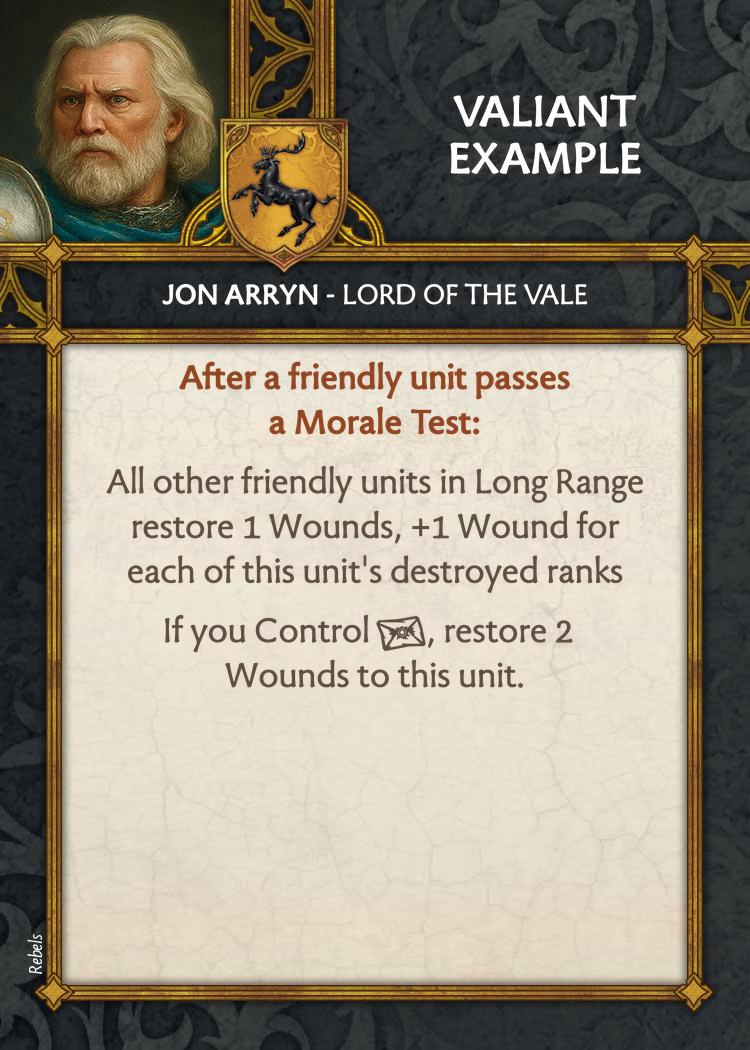 VALIANT
EXAMPLE
JON ARRYN - LORD OF THE VALE
After a friendly unit passes
a Morale Test:
All other friendly units in Long Range
restore 1 Wounds, +1 Wound for
each of this unit's destroyed ranks
If you Control , restore 2
Wounds to this unit.
Rebels